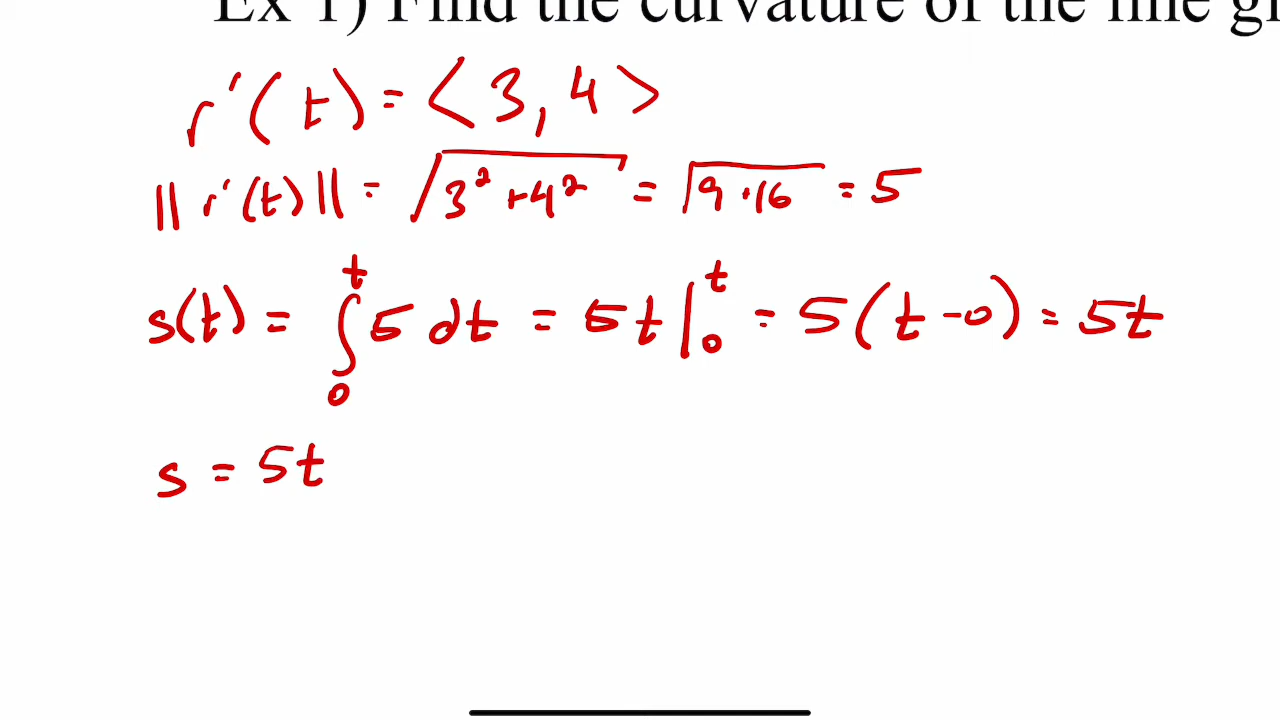 Ex 1) Find the curvature of the line gi
r'(t) = < 3, 4 >
|| r'(t) || = √(3² + 4²) = √(9 + 16) = 5
s(t) = ∫₀ᵗ 5 dt = 5t |₀ᵗ = 5(t - 0) = 5t
s = 5t